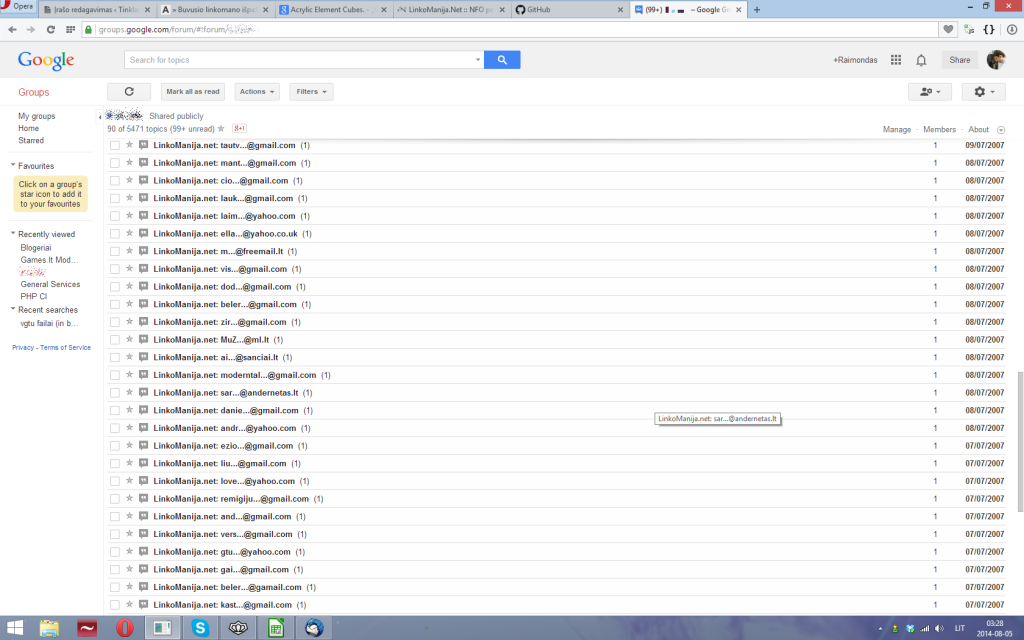 Opera
Įrašo redagavimas ‹ Tinkla
» Buvusio linkomano išpaž
Acrylic Element Cubes. -
LinkoManija.Net :: NFO pe
GitHub
(99+) – Google Gr
groups.google.com/forum/#!forum/
Google
Search for topics
+Raimondas
Share
Groups
Mark all as read
Actions
Filters
My groups
Home
Starred
Shared publicly
90 of 5471 topics (99+ unread)
g+1
Manage · Members · About
Favourites
Click on a group's
star icon to add it
to your favourites
Recently viewed
Blogeriai
Games.lt Mod...
General Services
PHP CI
Recent searches
vgtu failai (in b...
Privacy - Terms of Service
LinkoManija.net: tautv...@gmail.com (1) 1 09/07/2007
LinkoManija.net: mant...@gmail.com (1) 1 08/07/2007
LinkoManija.net: cio...@gmail.com (1) 1 08/07/2007
LinkoManija.net: lauk...@gmail.com (1) 1 08/07/2007
LinkoManija.net: laim...@yahoo.com (1) 1 08/07/2007
LinkoManija.net: ella...@yahoo.co.uk (1) 1 08/07/2007
LinkoManija.net: m...@freemail.lt (1) 1 08/07/2007
LinkoManija.net: vis...@gmail.com (1) 1 08/07/2007
LinkoManija.net: dod...@gmail.com (1) 1 08/07/2007
LinkoManija.net: beler...@gmail.com (1) 1 08/07/2007
LinkoManija.net: zir...@gmail.com (1) 1 08/07/2007
LinkoManija.net: MuZ...@ml.lt (1) 1 08/07/2007
LinkoManija.net: ai...@sanciai.lt (1) 1 08/07/2007
LinkoManija.net: moderntal...@gmail.com (1) 1 08/07/2007
LinkoManija.net: sar...@andernetas.lt (1) 1 08/07/2007
LinkoManija.net: danie...@gmail.com (1) 1 08/07/2007
LinkoManija.net: sar...@andernetas.lt
LinkoManija.net: andr...@yahoo.com (1) 1 08/07/2007
LinkoManija.net: ezio...@gmail.com (1) 1 07/07/2007
LinkoManija.net: liu...@gmail.com (1) 1 07/07/2007
LinkoManija.net: love...@yahoo.com (1) 1 07/07/2007
LinkoManija.net: remigiju...@gmail.com (1) 1 07/07/2007
LinkoManija.net: and...@gmail.com (1) 1 07/07/2007
LinkoManija.net: vers...@gmail.com (1) 1 07/07/2007
LinkoManija.net: gtu...@yahoo.com (1) 1 07/07/2007
LinkoManija.net: gai...@gmail.com (1) 1 07/07/2007
LinkoManija.net: beler...@gamail.com (1) 1 07/07/2007
LinkoManija.net: kast...@gmail.com (1) 1 07/07/2007
LIT
03:28
2014-08-05